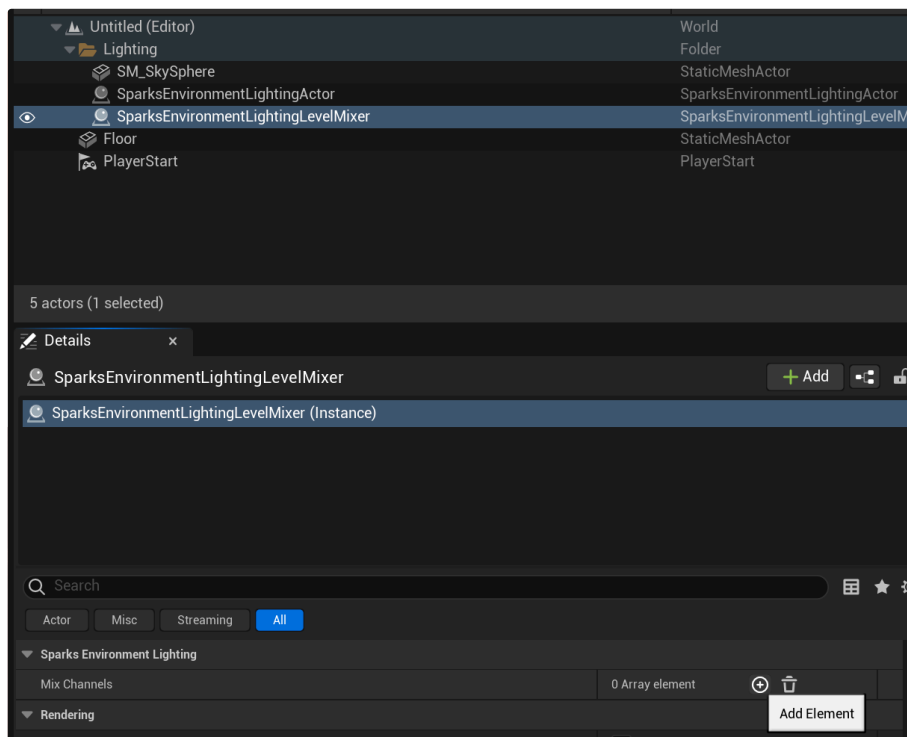 Untitled (Editor) World
Lighting Folder
SM_SkySphere StaticMeshActor
SparksEnvironmentLightingActor SparksEnvironmentLightingActor
SparksEnvironmentLightingLevelMixer SparksEnvironmentLightingLevelM
Floor StaticMeshActor
PlayerStart PlayerStart
5 actors (1 selected)
Details
SparksEnvironmentLightingLevelMixer + Add
SparksEnvironmentLightingLevelMixer (Instance)
Search
Actor Misc Streaming All
Sparks Environment Lighting
Mix Channels 0 Array element
Rendering Add Element